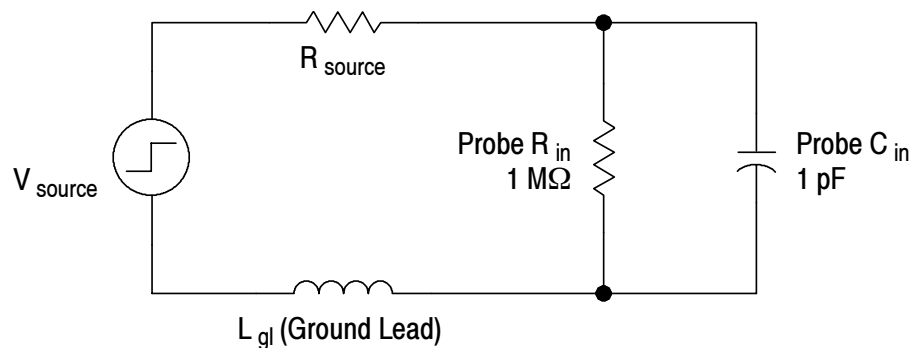 R source
V source
Probe R in
1 MΩ
Probe C in
1 pF
L gl (Ground Lead)